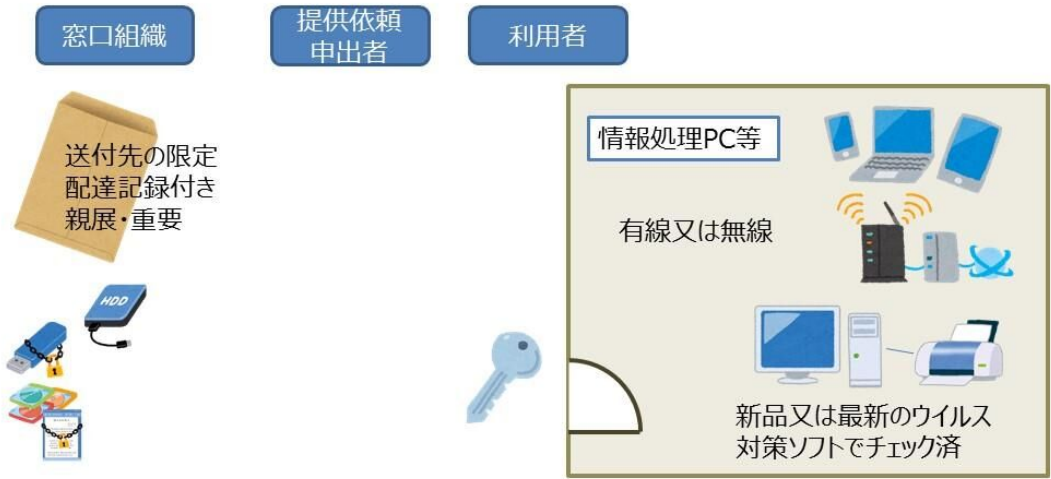 窓口組織
提供依頼
申出者
利用者
送付先の限定
配達記録付き
親展・重要
HDD
情報処理PC等
有線又は無線
新品又は最新のウイルス
対策ソフトでチェック済